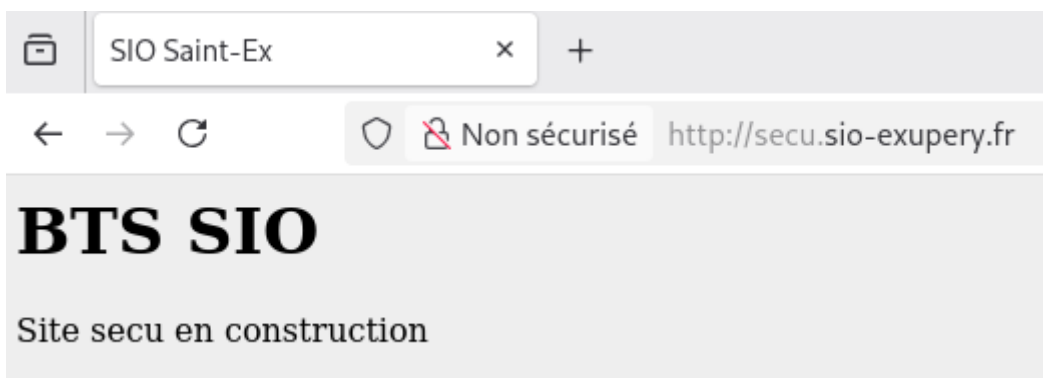 SIO Saint-Ex
Non sécurisé http://secu.sio-exupery.fr
BTS SIO
Site secu en construction